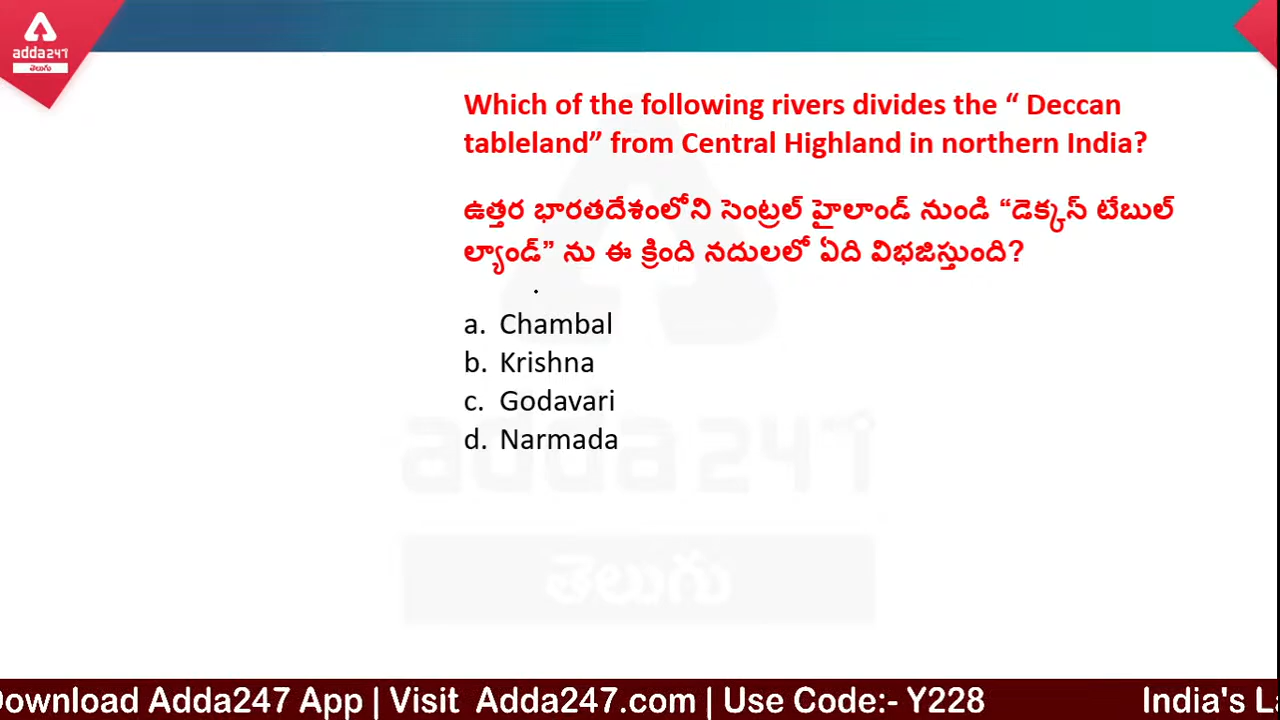 adda247
తెలుగు
Which of the following rivers divides the “ Deccan
tableland” from Central Highland in northern India?
ఉత్తర భారతదేశంలోని సెంట్రల్ హైలాండ్ నుండి “డెక్కస్ టేబుల్
ల్యాండ్” ను ఈ క్రింది నదులలో ఏది విభజిస్తుంది?
a. Chambal
b. Krishna
c. Godavari
d. Narmada
adda247
తెలుగు
Download Adda247 App | Visit Adda247.com | Use Code:- Y228 India's